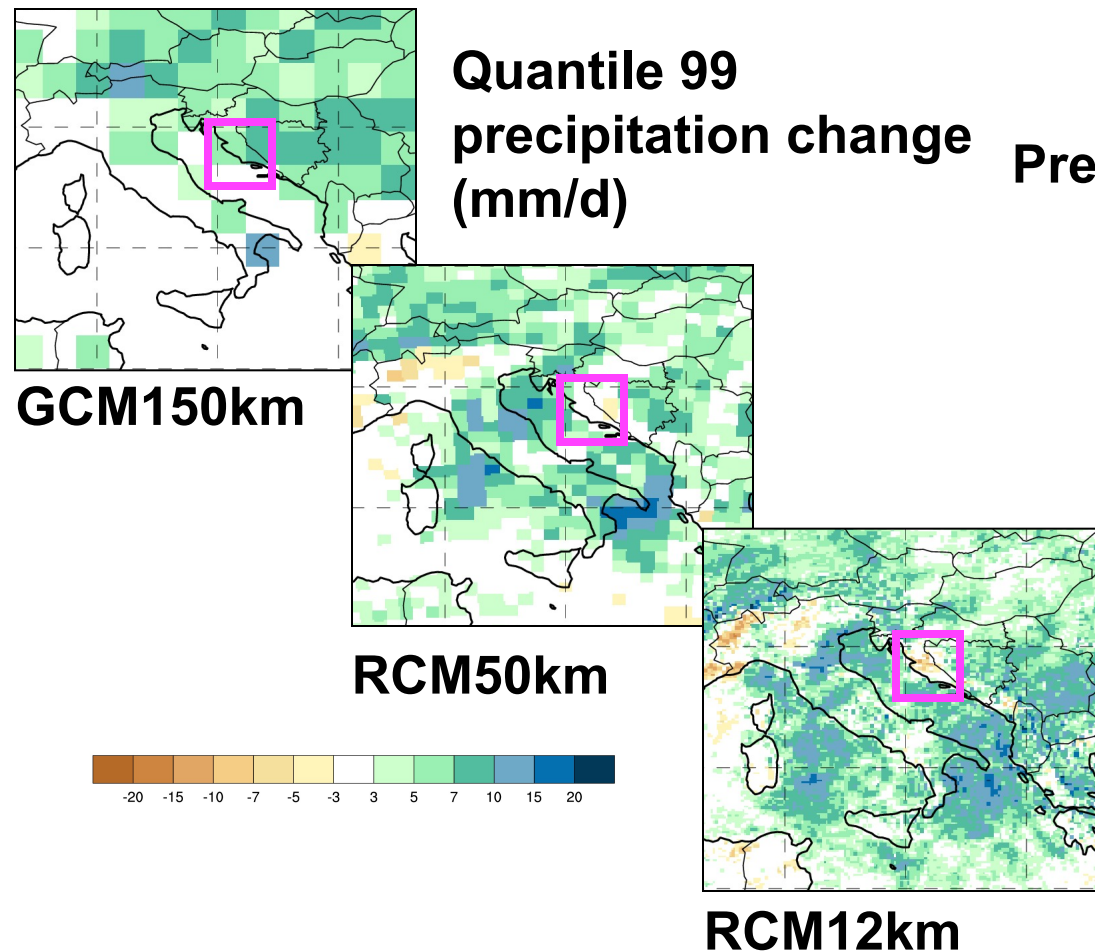 Quantile 99
precipitation change
(mm/d)
Pre
GCM150km
RCM50km
-20 -15 -10 -7 -5 -3 3 5 7 10 15 20
RCM12km